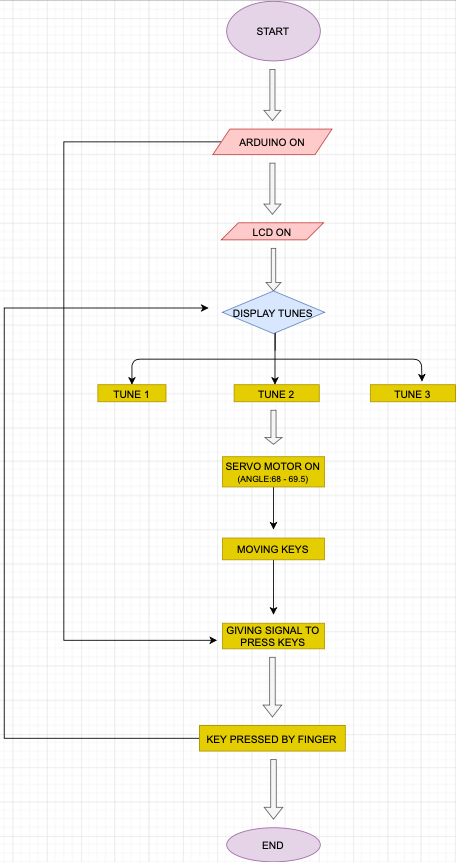 START
ARDUINO ON
LCD ON
DISPLAY TUNES
TUNE 1
TUNE 2
TUNE 3
SERVO MOTOR ON
(ANGLE:68 - 69.5)
MOVING KEYS
GIVING SIGNAL TO
PRESS KEYS
KEY PRESSED BY FINGER
END